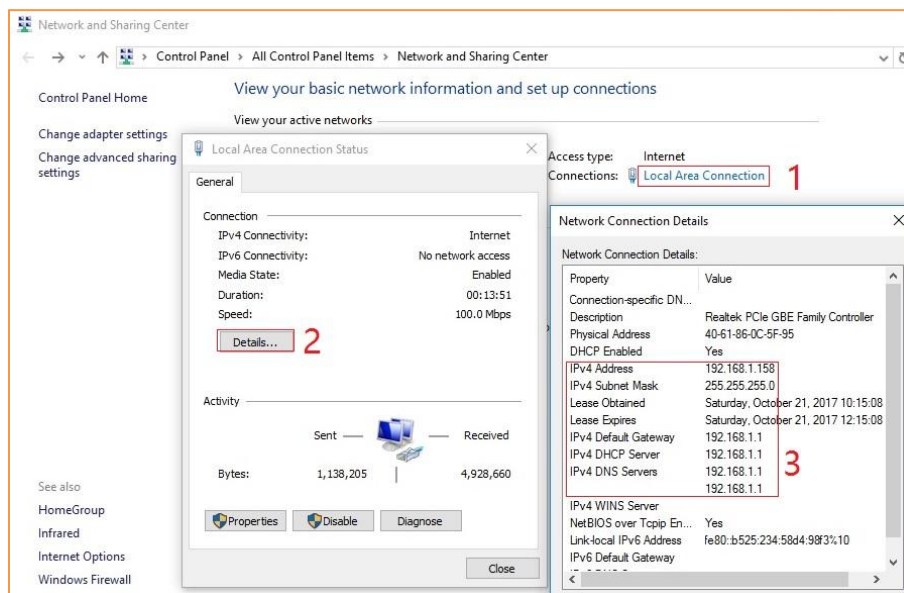 Network and Sharing Center
Control Panel > All Control Panel Items > Network and Sharing Center
Control Panel Home
Change adapter settings
Change advanced sharing settings
View your basic network information and set up connections
View your active networks
Access type: Internet
Connections: Local Area Connection 1
Local Area Connection Status
General
Connection
IPv4 Connectivity: Internet
IPv6 Connectivity: No network access
Media State: Enabled
Duration: 00:13:51
Speed: 100.0 Mbps
Details... 2
Activity
Sent Received
Bytes: 1,138,205 4,928,660
Properties Disable Diagnose
Close
Network Connection Details
Network Connection Details:
Property Value
Connection-specific DN...
Description Realtek PCIe GBE Family Controller
Physical Address 40-61-86-0C-5F-95
DHCP Enabled Yes
IPv4 Address 192.168.1.158
IPv4 Subnet Mask 255.255.255.0
Lease Obtained Saturday, October 21, 2017 10:15:08
Lease Expires Saturday, October 21, 2017 12:15:08
IPv4 Default Gateway 192.168.1.1
IPv4 DHCP Server 192.168.1.1
IPv4 DNS Servers 192.168.1.1
192.168.1.1
3
IPv4 WINS Server
NetBIOS over Tcpip En... Yes
Link-local IPv6 Address fe80::b525:234:58d4:98f3%10
IPv6 Default Gateway
See also
HomeGroup
Infrared
Internet Options
Windows Firewall